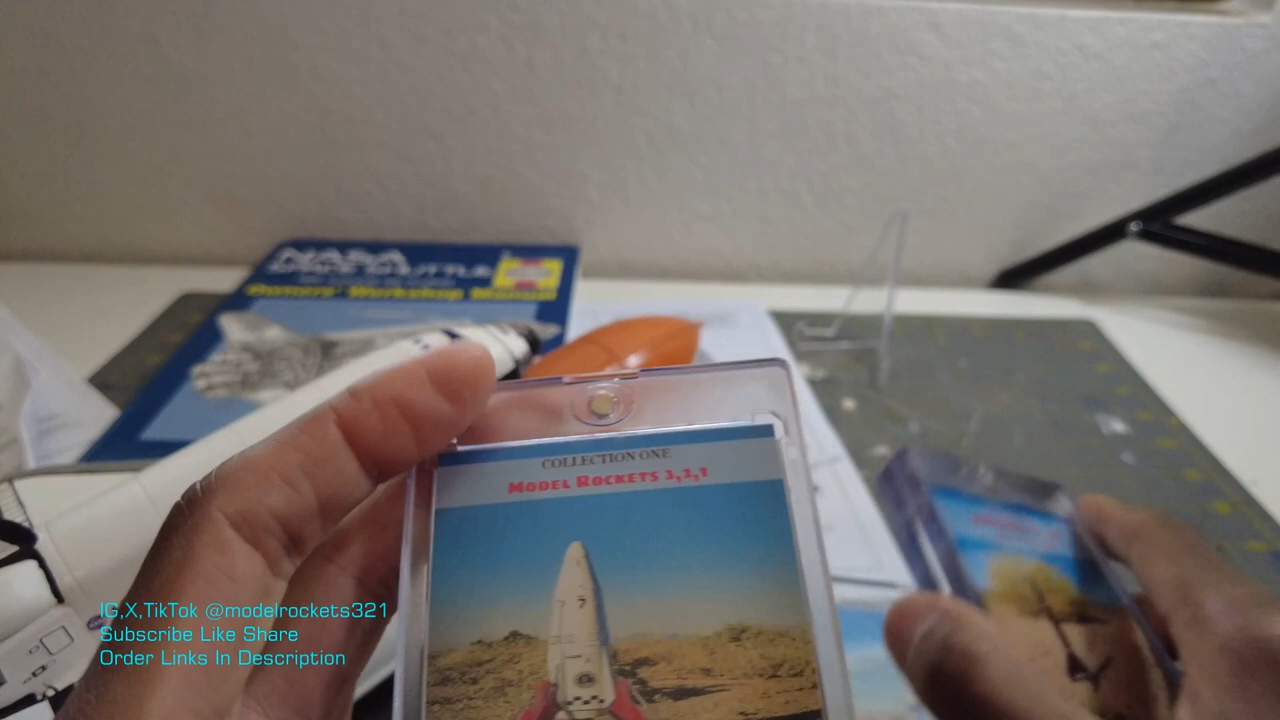 NASA
SPACE SHUTTLE
Owners' Workshop Manual
COLLECTION ONE
MODEL ROCKETS 3,2,1
7
IG,X,TikTok @modelrockets321
Subscribe Like Share
Order Links In Description